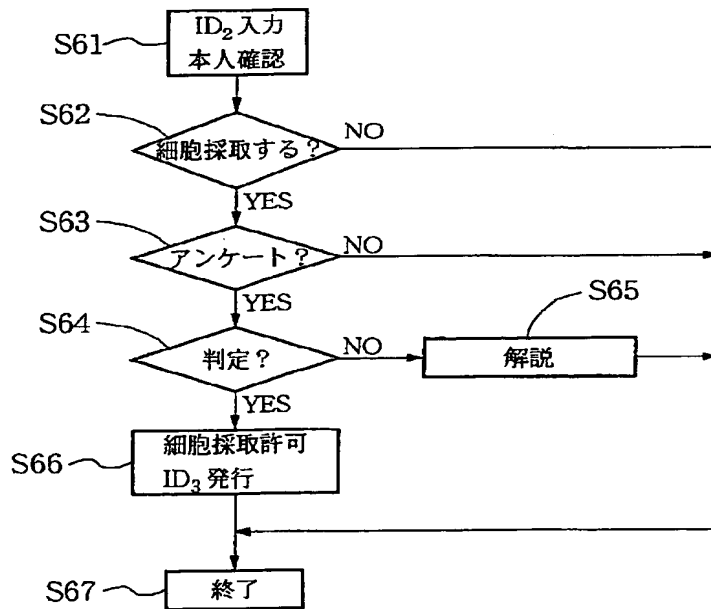 S61
ID₂入力
本人確認
S62
細胞採取する？
NO
YES
S63
アンケート？
NO
YES
S64
判定？
NO
S65
解説
YES
S66
細胞採取許可
ID₃発行
S67
終了